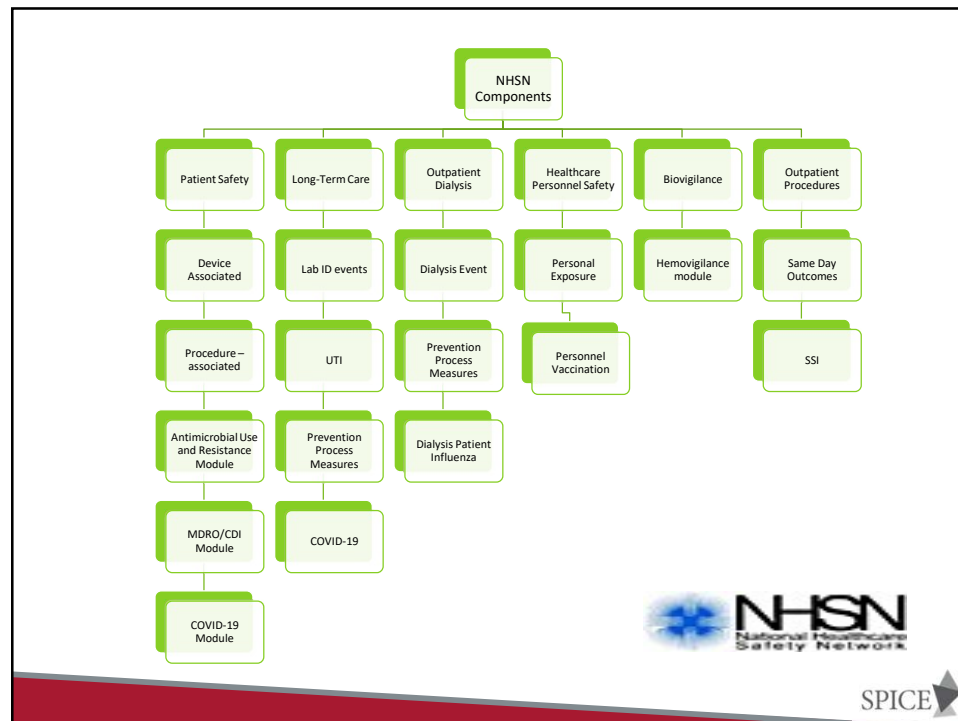 NHSN
Components
Patient Safety
Long-Term Care
Outpatient
Dialysis
Healthcare
Personnel Safety
Biovigilance
Outpatient
Procedures
Device
Associated
Lab ID events
Dialysis Event
Personal
Exposure
Hemovigilance
module
Same Day
Outcomes
Procedure –
associated
UTI
Prevention
Process
Measures
Personnel
Vaccination
SSI
Antimicrobial Use
and Resistance
Module
Prevention
Process
Measures
Dialysis Patient
Influenza
MDRO/CDI
Module
COVID-19
COVID-19
Module
NHSN
National Healthcare
Safety Network
SPICE